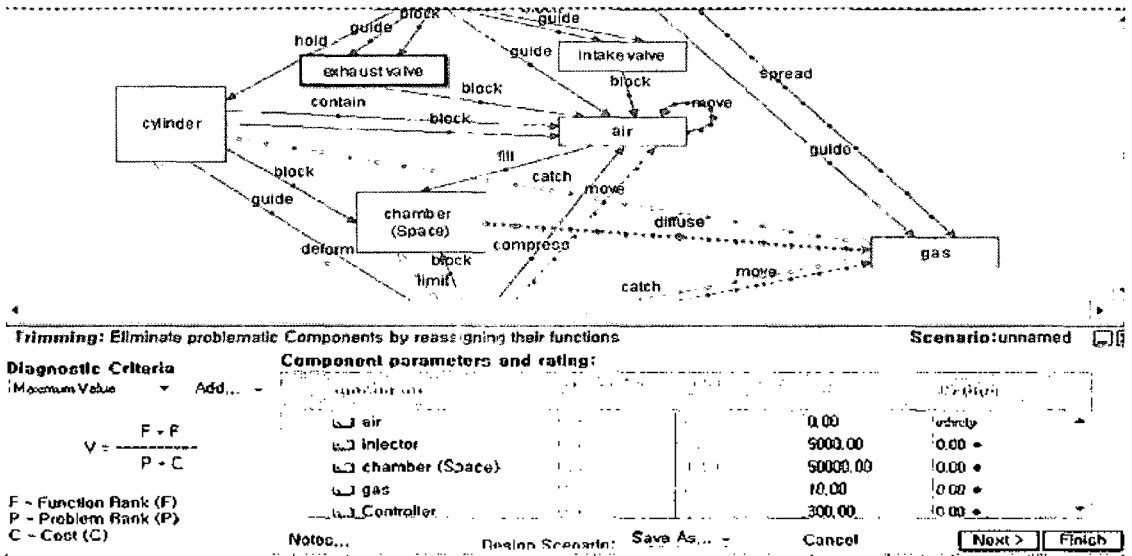 block
guide
guide
hold
guide
intake valve
exhaust valve
spread
block
block
contain
move
cylinder
block
air
guide
fill
block
catch
move
guide
chamber
(Space)
diffuse
gas
deform
compress
block
limit
move
catch
Trimming: Eliminate problematic Components by reassigning their functions
Scenario:unnamed
Diagnostic Criteria
Component parameters and rating:
Maximum Value
Add...
air
0.00
V =
injector
5000.00
0.00
P + C
chamber (Space)
50000.00
0.00
gas
10.00
0.00
F - Function Rank (F)
Controller
300.00
0.00
P - Problem Rank (P)
C - Cost (C)
Notes...
Design Scenario:
Save As...
Cancel
Next >
Finish